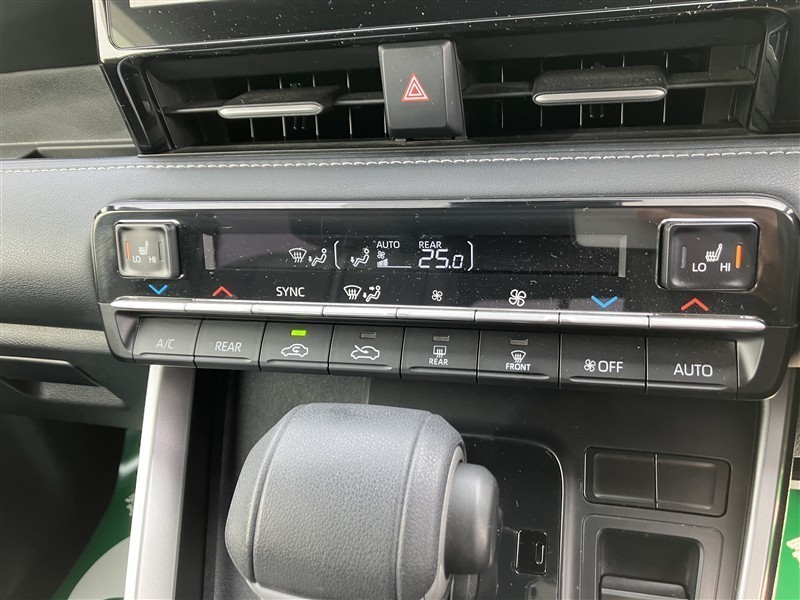 AUTO REAR
25.0
LO HI
LO HI
SYNC
A/C REAR REAR FRONT OFF AUTO